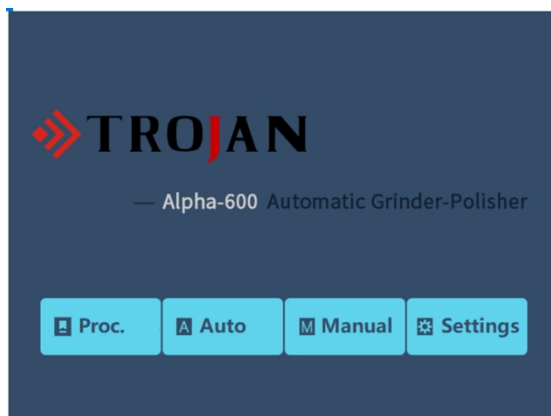 TROJAN
— Alpha-600 Automatic Grinder-Polisher
Proc. A Auto M Manual Settings